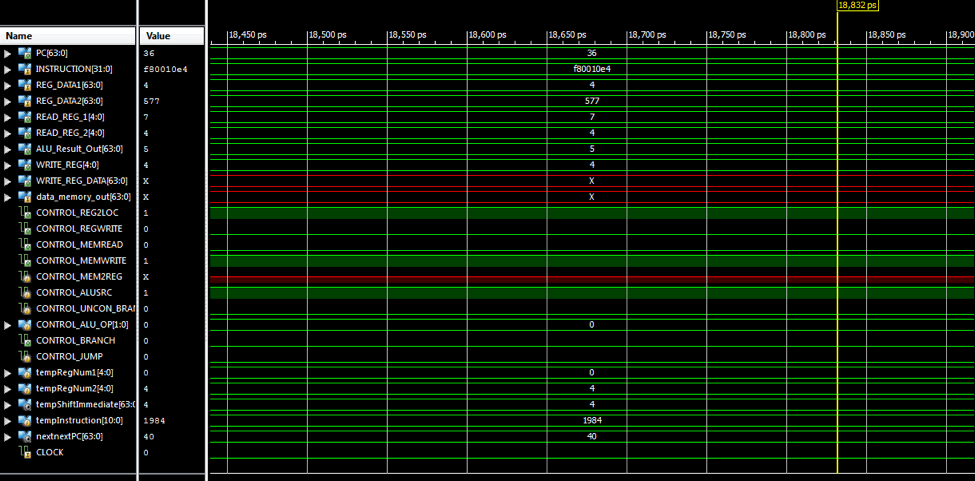 18,832 ps
Name Value 18,450 ps 18,500 ps 18,550 ps 18,600 ps 18,650 ps 18,700 ps 18,750 ps 18,800 ps 18,850 ps 18,900
PC[63:0] 36 36
INSTRUCTION[31:0] f80010e4 f80010e4
REG_DATA1[63:0] 4 4
REG_DATA2[63:0] 577 577
READ_REG_1[4:0] 7 7
READ_REG_2[4:0] 4 4
ALU_Result_Out[63:0] 5 5
WRITE_REG[4:0] 4 4
WRITE_REG_DATA[63:0] X X
data_memory_out[63:0] X X
CONTROL_REG2LOC 1
CONTROL_REGWRITE 0
CONTROL_MEMREAD 0
CONTROL_MEMWRITE 1
CONTROL_MEM2REG X
CONTROL_ALUSRC 1
CONTROL_UNCON_BRAN 0
CONTROL_ALU_OP[1:0] 0 0
CONTROL_BRANCH 0
CONTROL_JUMP 0
tempRegNum1[4:0] 0 0
tempRegNum2[4:0] 4 4
tempShiftImmediate[63:0 4 4
tempInstruction[10:0] 1984 1984
nextnextPC[63:0] 40 40
CLOCK 0